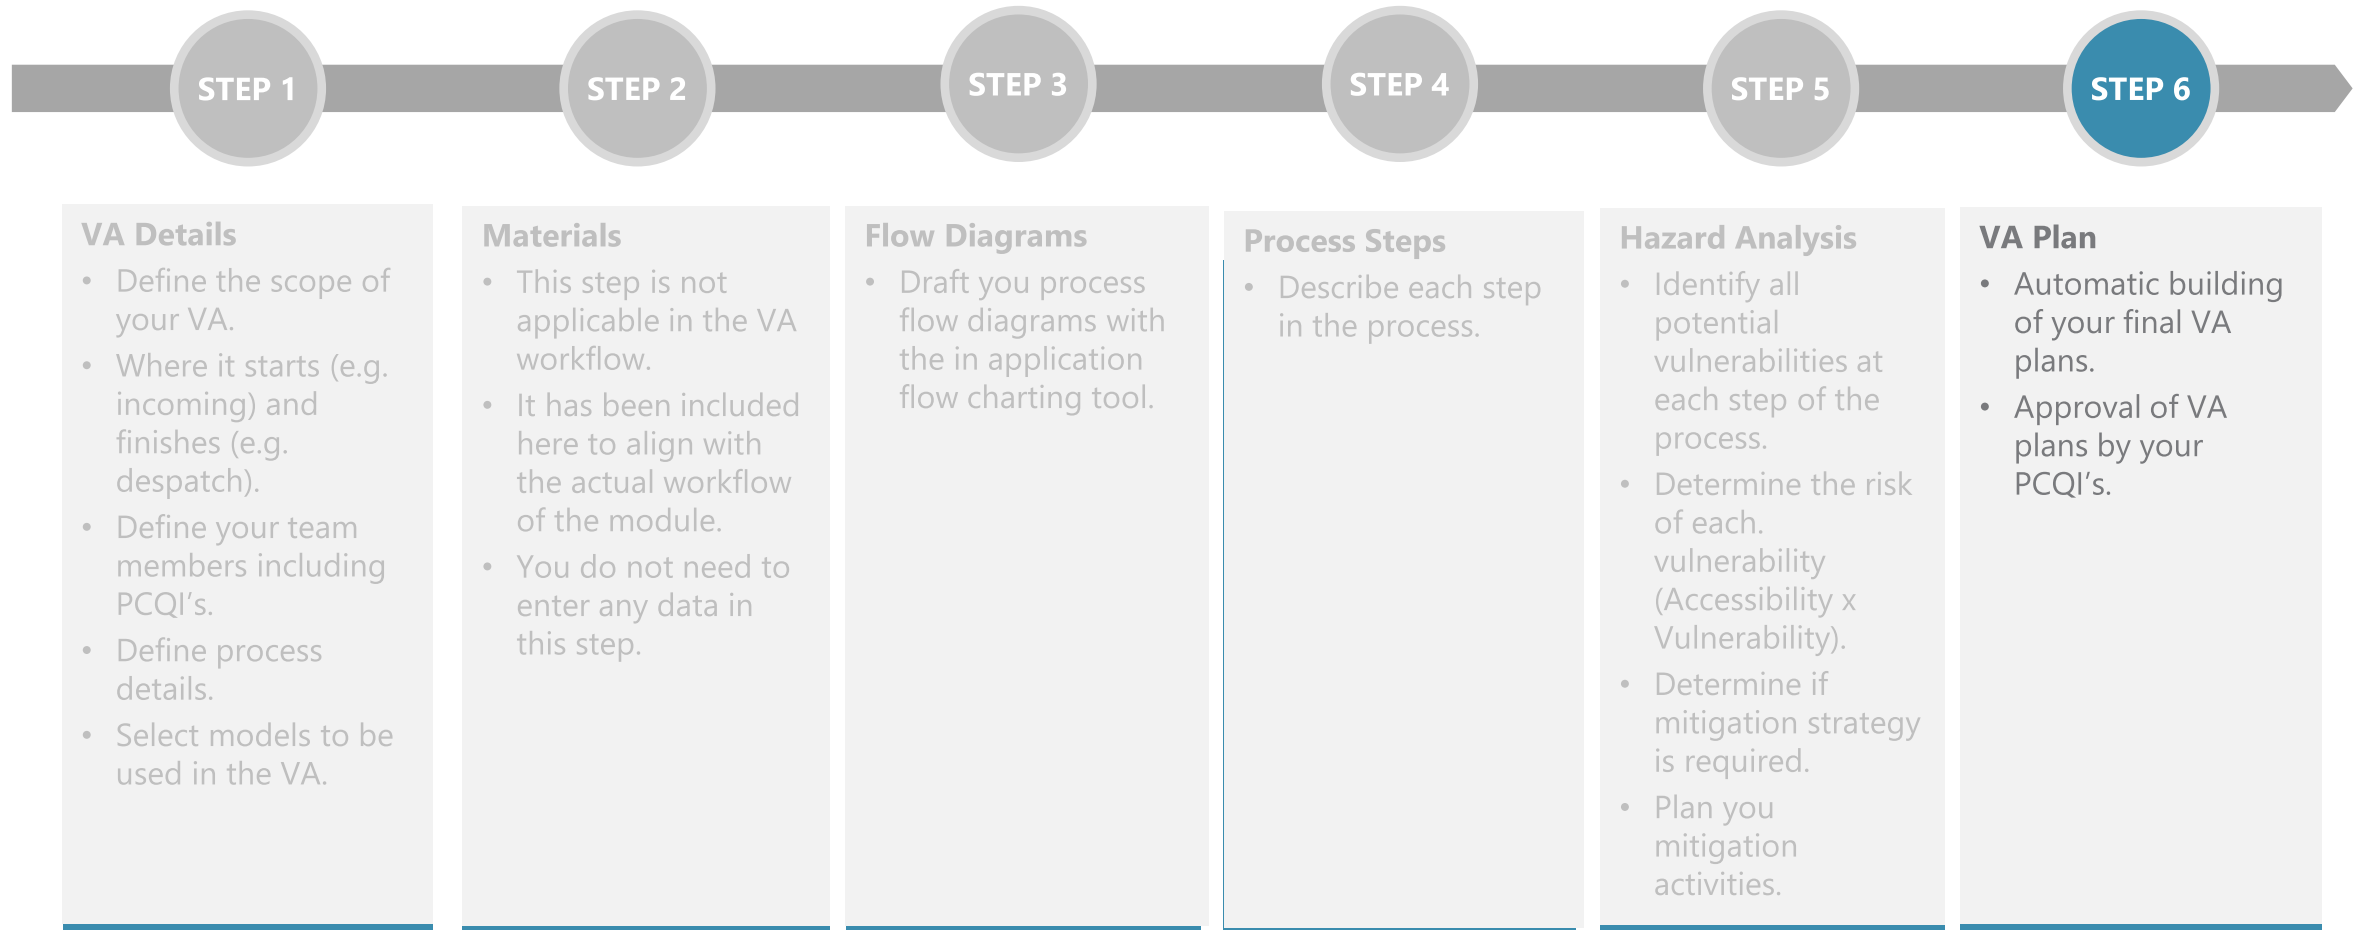 STEP 1
STEP 2
STEP 3
STEP 4
STEP 5
STEP 6
VA Details
• Define the scope of
your VA.
• Where it starts (e.g.
incoming) and
finishes (e.g.
despatch).
• Define your team
members including
PCQI’s.
• Define process
details.
• Select models to be
used in the VA.
Materials
• This step is not
applicable in the VA
workflow.
• It has been included
here to align with
the actual workflow
of the module.
• You do not need to
enter any data in
this step.
Flow Diagrams
• Draft you process
flow diagrams with
the in application
flow charting tool.
Process Steps
• Describe each step
in the process.
Hazard Analysis
• Identify all
potential
vulnerabilities at
each step of the
process.
• Determine the risk
of each.
vulnerability
(Accessibility x
Vulnerability).
• Determine if
mitigation strategy
is required.
• Plan you
mitigation
activities.
VA Plan
• Automatic building
of your final VA
plans.
• Approval of VA
plans by your
PCQI’s.